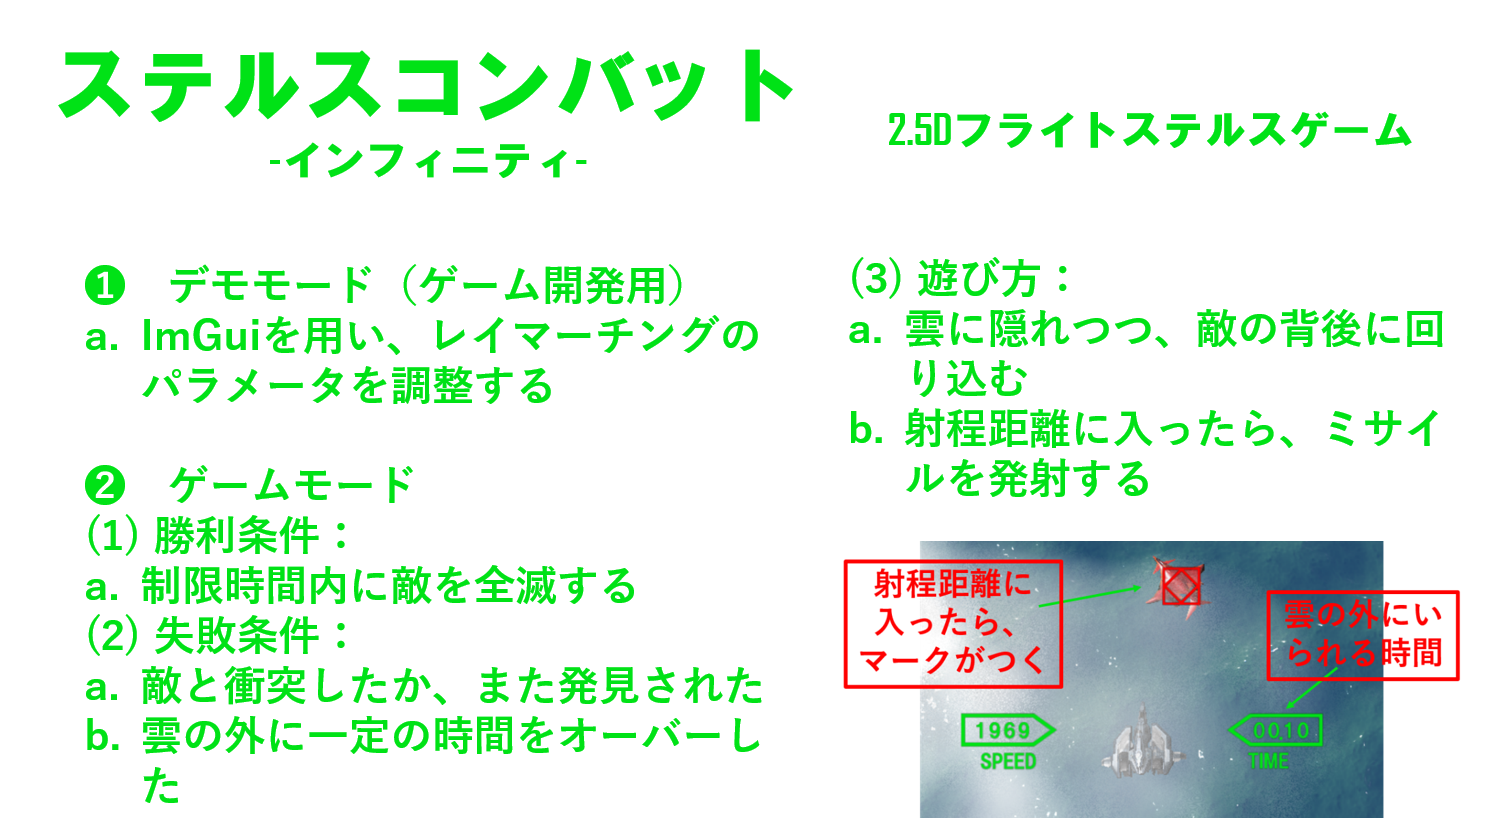 ステルスコンバット
-インフィニティ-
2.5Dフライトステルスゲーム
❶　デモモード（ゲーム開発用）
a. ImGuiを用い、レイマーチングの
パラメータを調整する
❷　ゲームモード
(1) 勝利条件：
a. 制限時間内に敵を全滅する
(2) 失敗条件：
a. 敵と衝突したか、また発見された
b. 雲の外に一定の時間をオーバーし
た
(3) 遊び方：
a. 雲に隠れつつ、敵の背後に回
り込む
b. 射程距離に入ったら、ミサイ
ルを発射する
射程距離に
入ったら、
マークがつく
雲の外にい
られる時間
1969
SPEED
0010
TIME